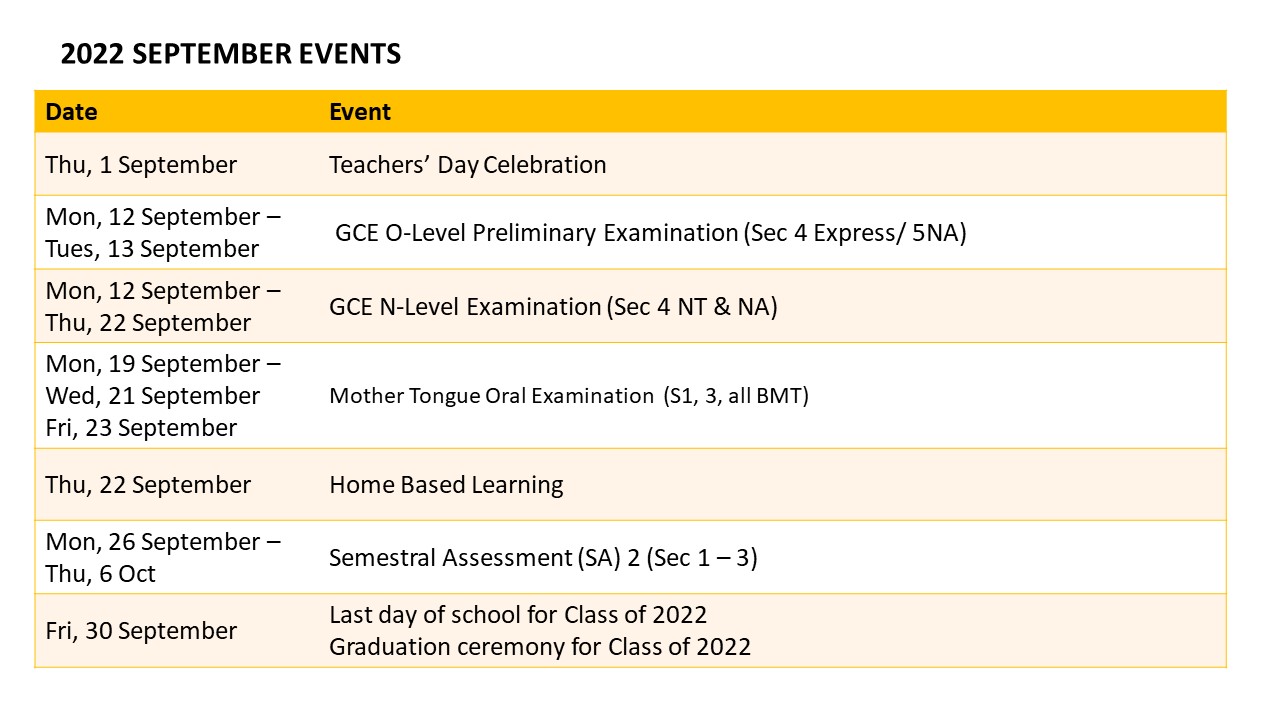 2022 SEPTEMBER EVENTS
Date Event
Thu, 1 September Teachers’ Day Celebration
Mon, 12 September –
Tues, 13 September
GCE O-Level Preliminary Examination (Sec 4 Express/ 5NA)
Mon, 12 September –
Thu, 22 September
GCE N-Level Examination (Sec 4 NT & NA)
Mon, 19 September –
Wed, 21 September
Fri, 23 September
Mother Tongue Oral Examination (S1, 3, all BMT)
Thu, 22 September Home Based Learning
Mon, 26 September –
Thu, 6 Oct
Semestral Assessment (SA) 2 (Sec 1 – 3)
Fri, 30 September
Last day of school for Class of 2022
Graduation ceremony for Class of 2022